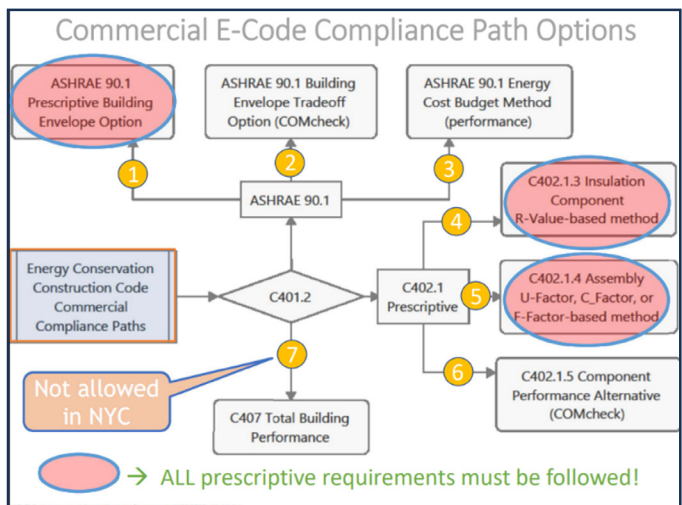 Commercial E-Code Compliance Path Options
ASHRAE 90.1
Prescriptive Building
Envelope Option
ASHRAE 90.1 Building
Envelope Tradeoff
Option (COMcheck)
ASHRAE 90.1 Energy
Cost Budget Method
(performance)
1
2
3
ASHRAE 90.1
4
C402.1.3 Insulation
Component
R-Value-based method
Energy Conservation
Construction Code
Commercial
Compliance Paths
C401.2
C402.1
Prescriptive
5
C402.1.4 Assembly
U-Factor, C_Factor, or
F-Factor-based method
7
6
Not allowed
in NYC
C407 Total Building
Performance
C402.1.5 Component
Performance Alternative
(COMcheck)
→ ALL prescriptive requirements must be followed!